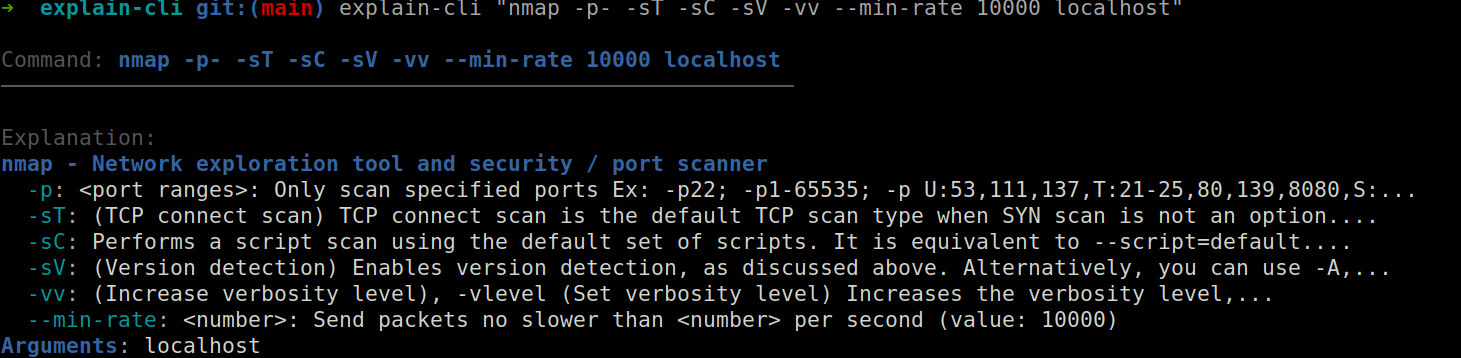 → explain-cli git:(main) explain-cli "nmap -p- -sT -sC -sV -vv --min-rate 10000 localhost"
Command: nmap -p- -sT -sC -sV -vv --min-rate 10000 localhost
Explanation:
nmap - Network exploration tool and security / port scanner
-p: <port ranges>: Only scan specified ports Ex: -p22; -p1-65535; -p U:53,111,137,T:21-25,80,139,8080,S:...
-sT: (TCP connect scan) TCP connect scan is the default TCP scan type when SYN scan is not an option....
-sC: Performs a script scan using the default set of scripts. It is equivalent to --script=default....
-sV: (Version detection) Enables version detection, as discussed above. Alternatively, you can use -A,...
-vv: (Increase verbosity level), -vlevel (Set verbosity level) Increases the verbosity level,...
--min-rate: <number>: Send packets no slower than <number> per second (value: 10000)
Arguments: localhost